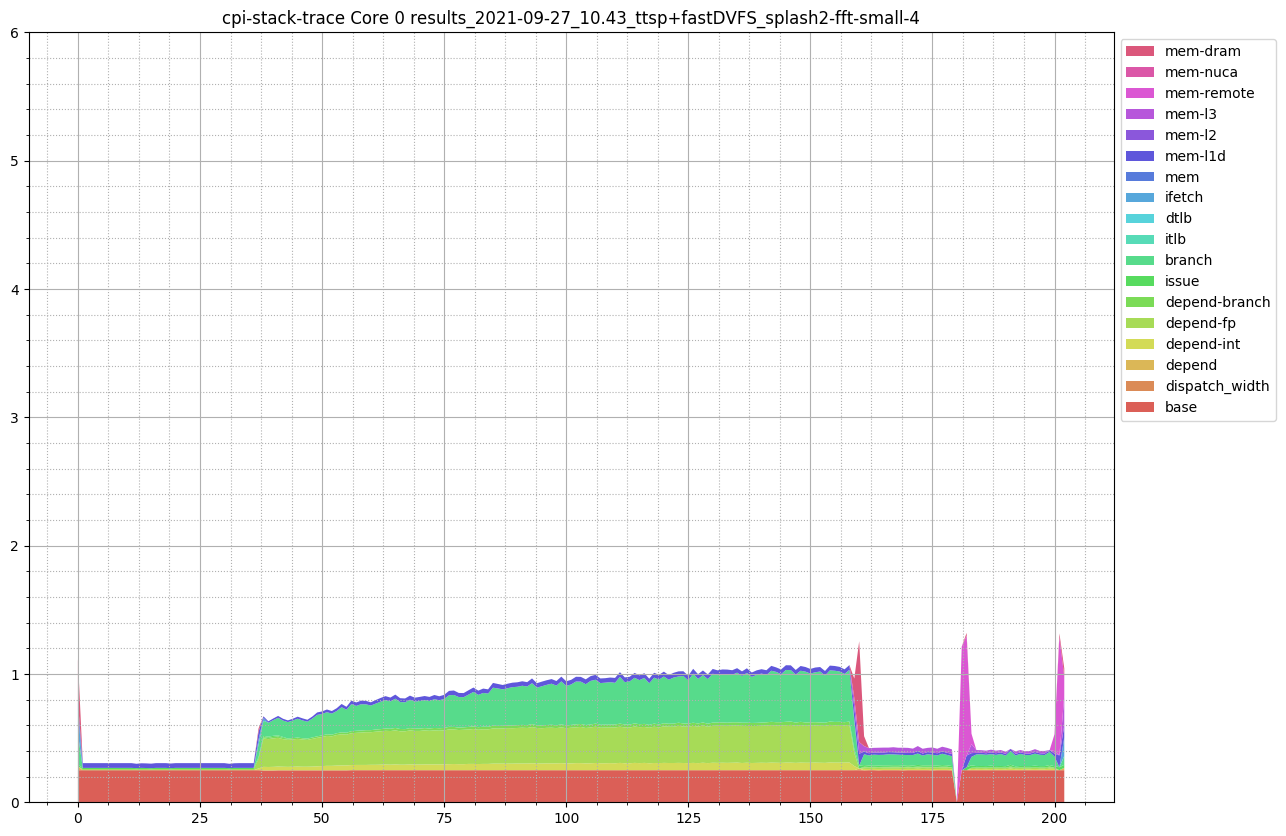 cpi-stack-trace Core 0 results_2021-09-27_10.43_ttsp+fastDVFS_splash2-fft-small-4
6
5
4
3
2
1
0
0 25 50 75 100 125 150 175 200
mem-dram
mem-nuca
mem-remote
mem-l3
mem-l2
mem-l1d
mem
ifetch
dtlb
itlb
branch
issue
depend-branch
depend-fp
depend-int
depend
dispatch_width
base